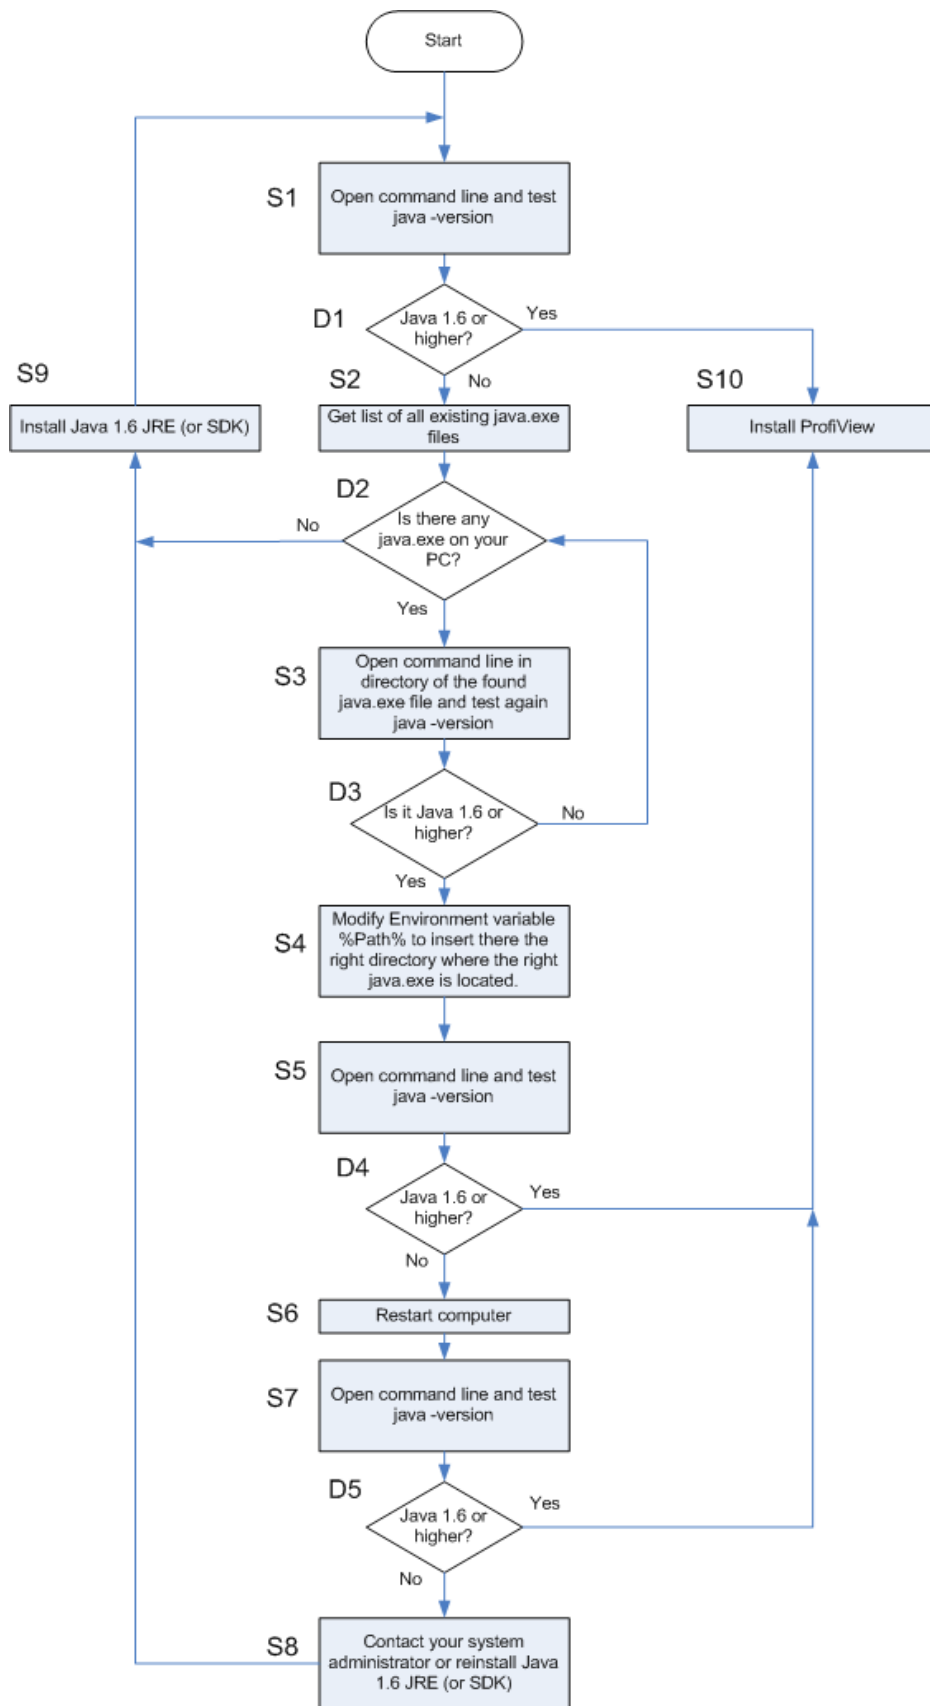 Start
S1
Open command line and test
java -version
D1
Java 1.6 or
higher?
Yes
No
S9
Install Java 1.6 JRE (or SDK)
S2
Get list of all existing java.exe
files
S10
Install ProfiView
D2
Is there any
java.exe on your
PC?
No
Yes
S3
Open command line in
directory of the found
java.exe file and test again
java -version
D3
Is it Java 1.6 or
higher?
No
Yes
S4
Modify Environment variable
%Path% to insert there the
right directory where the right
java.exe is located.
S5
Open command line and test
java -version
D4
Java 1.6 or
higher?
Yes
No
S6
Restart computer
S7
Open command line and test
java -version
D5
Java 1.6 or
higher?
Yes
No
S8
Contact your system
administrator or reinstall Java
1.6 JRE (or SDK)